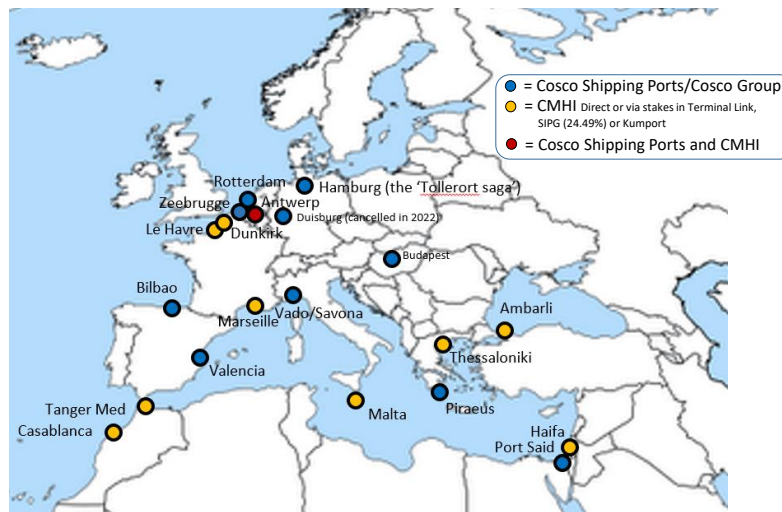 = Cosco Shipping Ports/Cosco Group
= CMHI Direct or via stakes in Terminal Link,
SIPG (24.49%) or Kumport
= Cosco Shipping Ports and CMHI
Rotterdam
Hamburg (the ‘Tollerort saga’)
Zeebrugge
Antwerp
Duisburg (cancelled in 2022)
Le Havre
Dunkirk
Budapest
Bilbao
Marseille
Vado/Savona
Ambarli
Thessaloniki
Valencia
Tanger Med
Malta
Piraeus
Casablanca
Haifa
Port Said